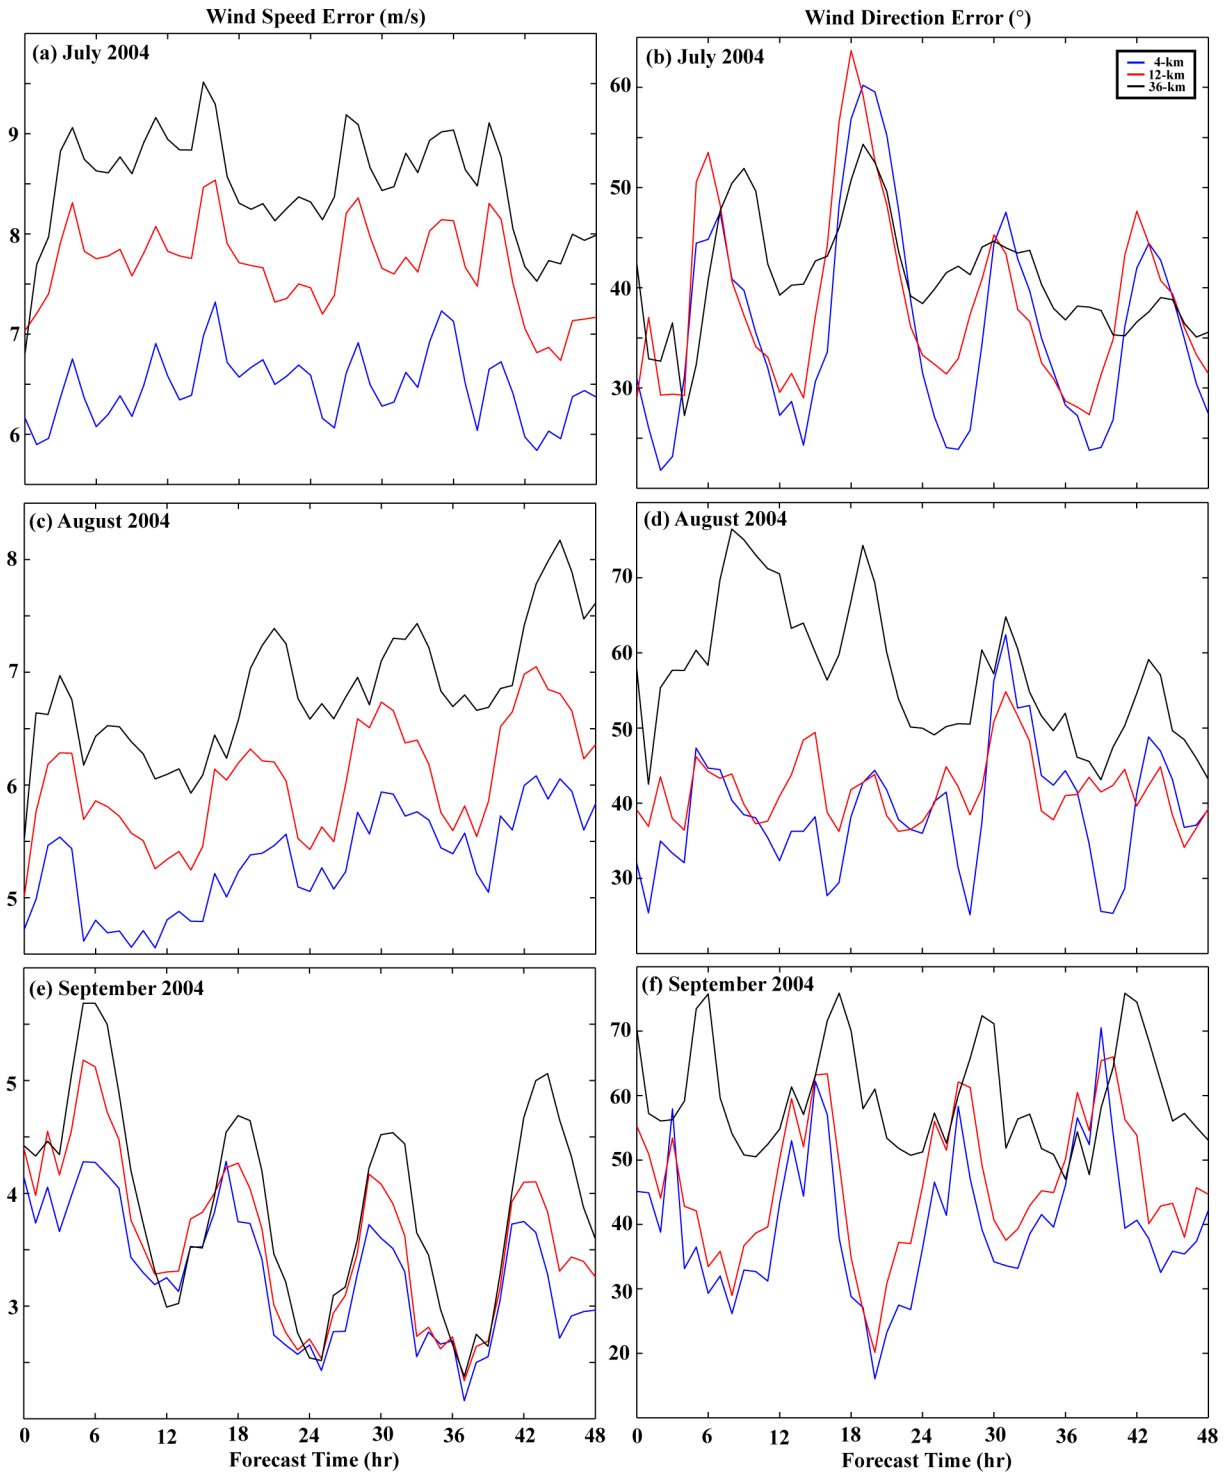 Wind Speed Error (m/s)
Wind Direction Error (°)
(a) July 2004
9
8
7
6
(b) July 2004
4-km
12-km
36-km
60
50
40
30
(c) August 2004
8
7
6
5
(d) August 2004
70
60
50
40
30
(e) September 2004
5
4
3
0 6 12 18 24 30 36 42 48
Forecast Time (hr)
(f) September 2004
70
60
50
40
30
20
0 6 12 18 24 30 36 42 48
Forecast Time (hr)